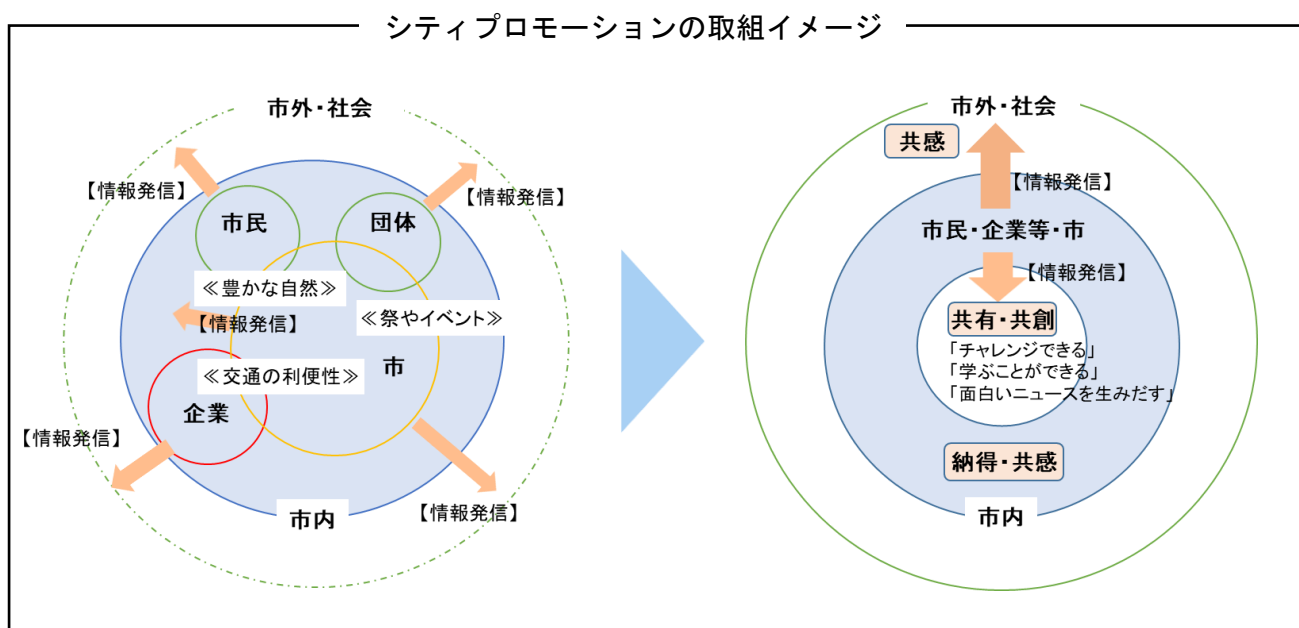 シティプロモーションの取組イメージ
市外・社会
【情報発信】
【情報発信】
市民
団体
≪豊かな自然≫
≪祭やイベント≫
【情報発信】
市
≪交通の利便性≫
企業
【情報発信】
【情報発信】
市内
市外・社会
共感
【情報発信】
市民・企業等・市
【情報発信】
共有・共創
「チャレンジできる」
「学ぶことができる」
「面白いニュースを生みだす」
納得・共感
市内